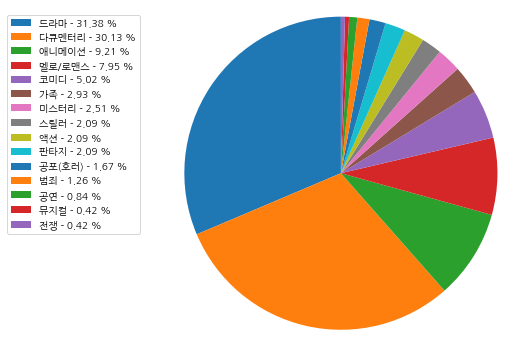 드라마 - 31,38 %
다큐멘터리 - 30,13 %
애니메이션 - 9,21 %
멜로/로맨스 - 7,95 %
코미디 - 5,02 %
가족 - 2,93 %
미스터리 - 2,51 %
스릴러 - 2,09 %
액션 - 2,09 %
판타지 - 2,09 %
공포(호러) - 1,67 %
범죄 - 1,26 %
공연 - 0,84 %
뮤지컬 - 0,42 %
전쟁 - 0,42 %